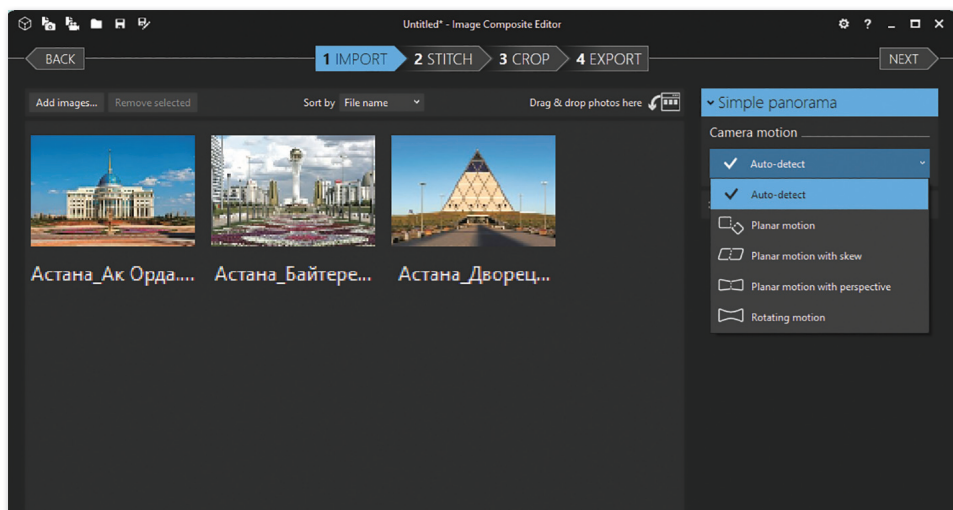 Untitled* - Image Composite Editor
?
BACK
1 IMPORT
2 STITCH
3 CROP
4 EXPORT
NEXT
Add images...
Remove selected
Sort by
File name
Drag & drop photos here
Simple panorama
Camera motion
Auto-detect
Auto-detect
Planar motion
Planar motion with skew
Planar motion with perspective
Rotating motion
Астана_Ак Орда....
Астана_Байтере...
Астана_Дворец...